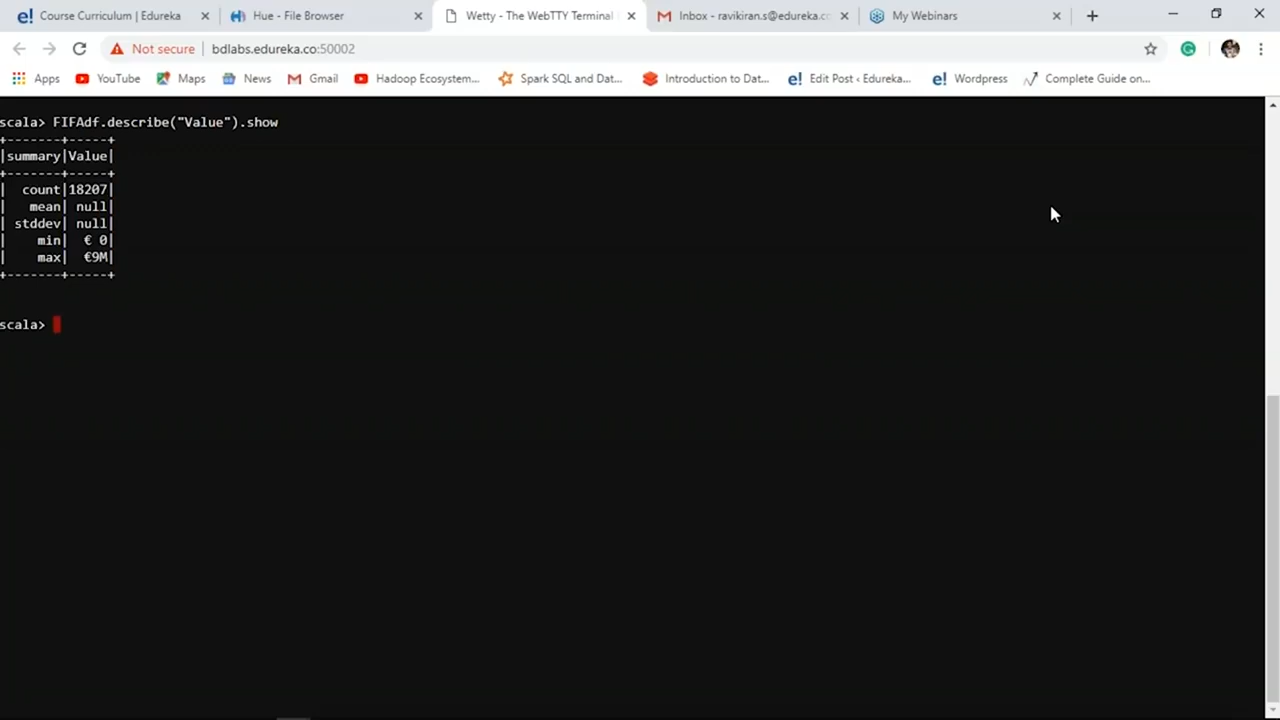 Course Curriculum | Edureka
Hue - File Browser
Wetty - The WebTTY Terminal
Inbox - ravikiran.s@edureka.co
My Webinars
Not secure | bdlabs.edureka.co:50002
Apps
YouTube
Maps
News
Gmail
Hadoop Ecosystem...
Spark SQL and Dat...
Introduction to Dat...
Edit Post ‹ Edureka...
Wordpress
Complete Guide on...
scala> FIFAdf.describe("Value").show
+-------+-----+
|summary|Value|
+-------+-----+
|  count|18207|
|   mean| null|
| stddev| null|
|    min|  € 0|
|    max|  €9M|
+-------+-----+
scala>